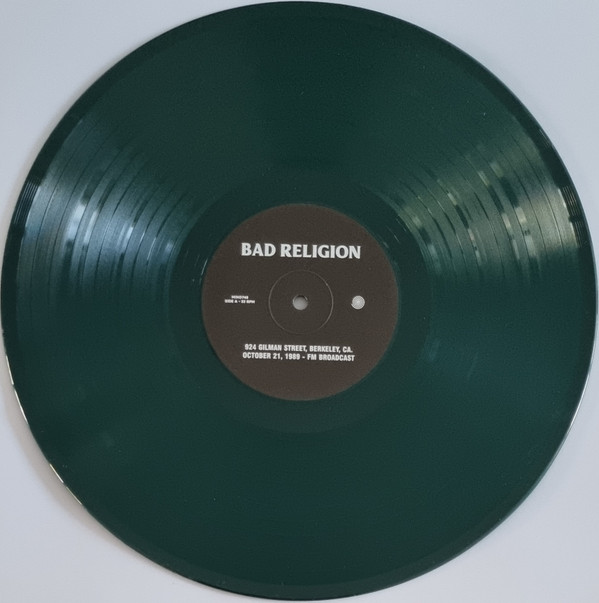 BAD RELIGION
SIDE A - 33 RPM
924 GILMAN STREET, BERKELEY, CA.
OCTOBER 21, 1989 - FM BROADCAST